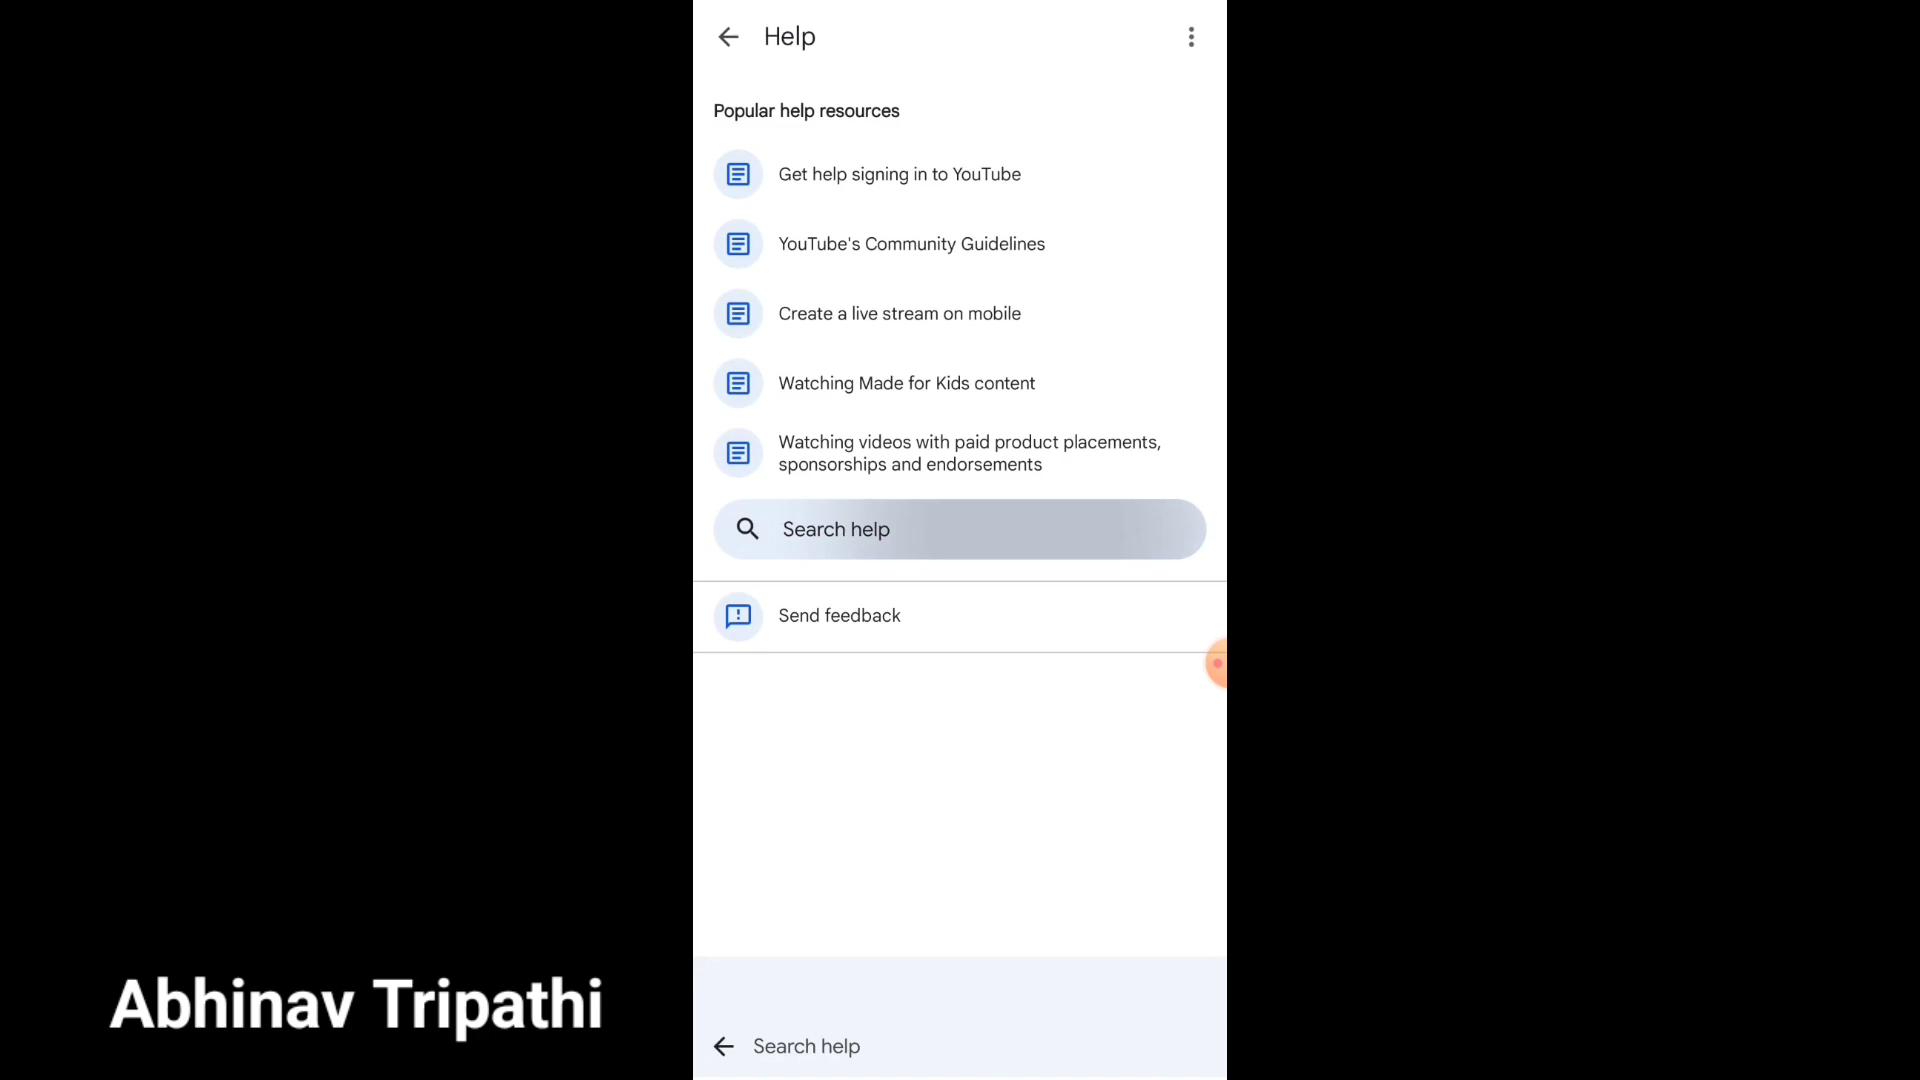 Help
Popular help resources
Get help signing in to YouTube
YouTube's Community Guidelines
Create a live stream on mobile
Watching Made for Kids content
Watching videos with paid product placements,
sponsorships and endorsements
Search help
Send feedback
Abhinav Tripathi
Search help